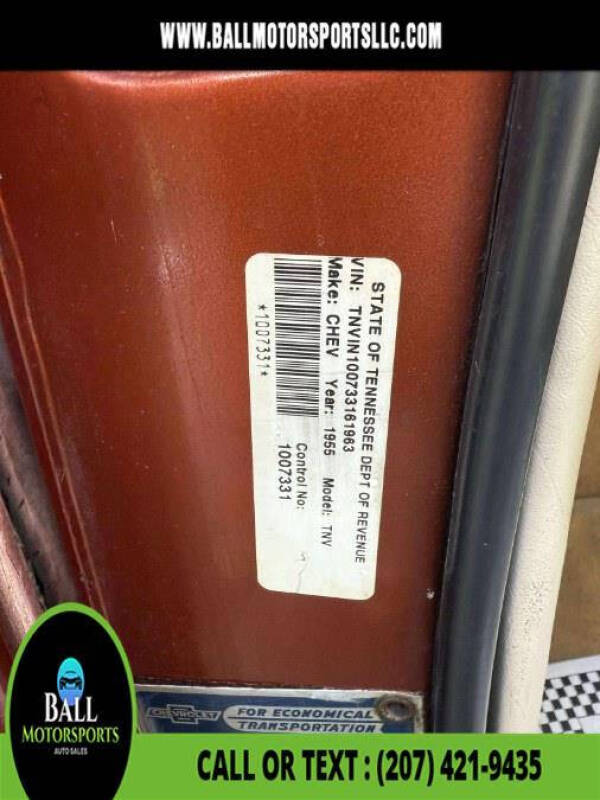 WWW.BALLMOTORSPORTSLLC.COM
STATE OF TENNESSEE DEPT OF REVENUE
VIN: TNVIN100733161963
Make: CHEV Year: 1955 Model: TNV
Control No:
1007331
*1007331*
CHEVROLET
FOR ECONOMICAL
TRANSPORTATION
BALL
MOTORSPORTS
AUTO SALES
CALL OR TEXT : (207) 421-9435